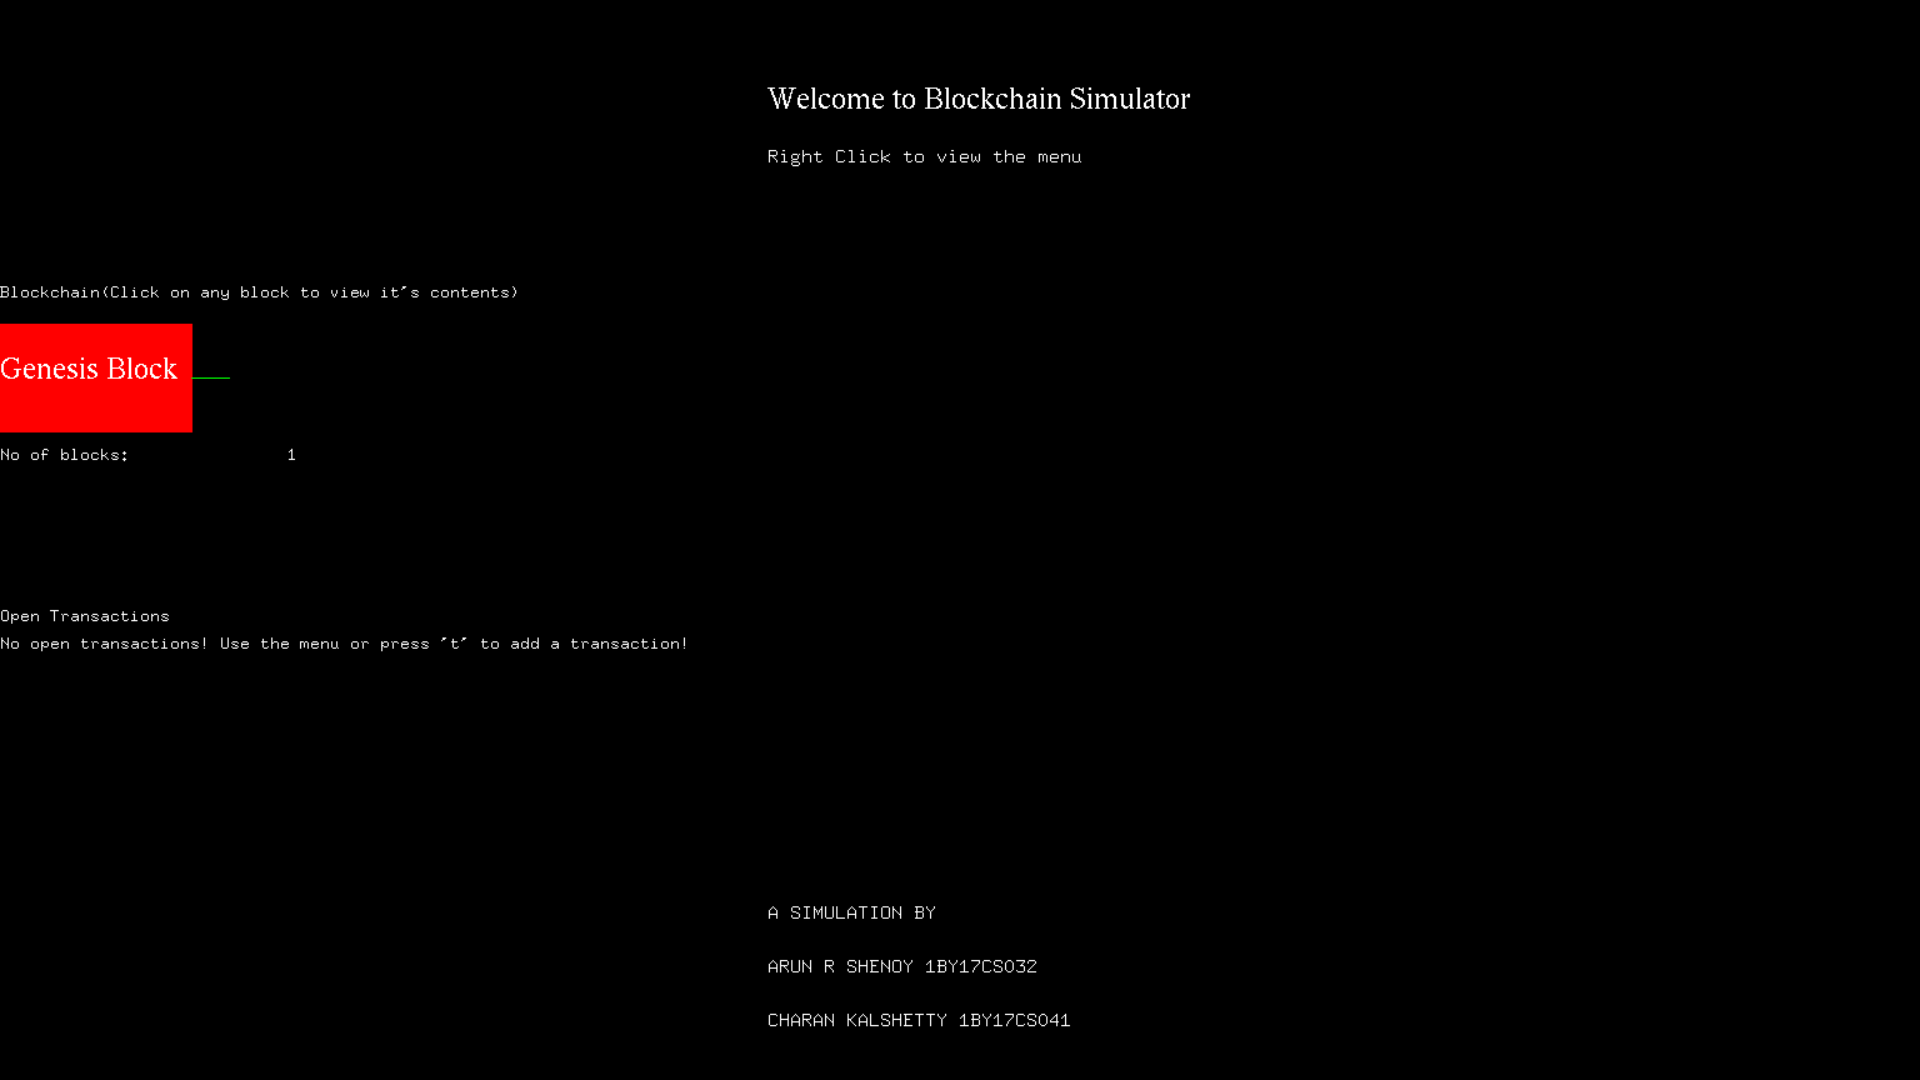 Welcome to Blockchain Simulator
Right Click to view the menu
Blockchain(Click on any block to view it's contents)
Genesis Block
No of blocks: 1
Open Transactions
No open transactions! Use the menu or press 't' to add a transaction!
A SIMULATION BY
ARUN R SHENOY 1BY17CS032
CHARAN KALSHETTY 1BY17CS041